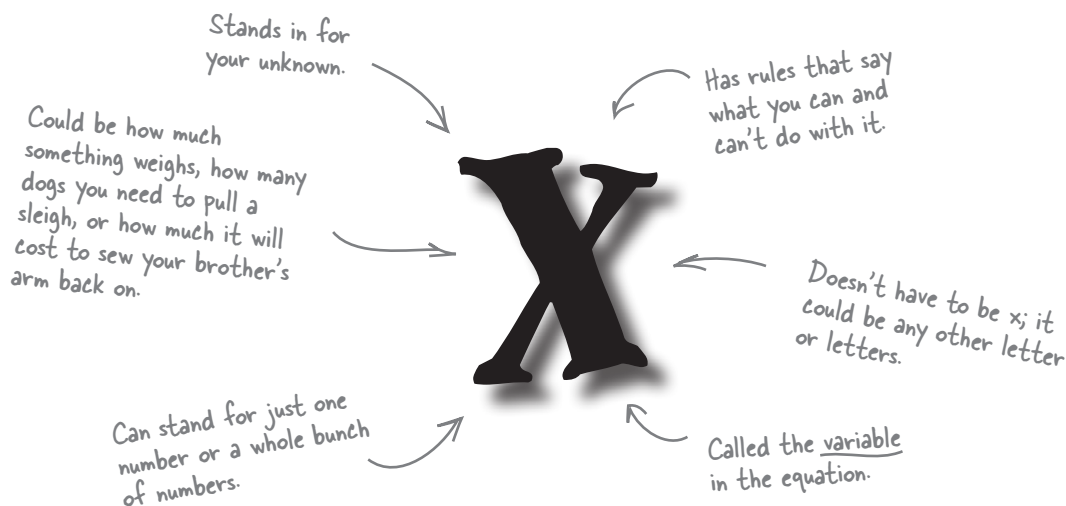 Stands in for
your unknown.
Has rules that say
what you can and
can't do with it.
Could be how much
something weighs, how many
dogs you need to pull a
sleigh, or how much it will
cost to sew your brother's
arm back on.
X
Doesn't have to be x; it
could be any other letter
or letters.
Can stand for just one
number or a whole bunch
of numbers.
Called the variable
in the equation.